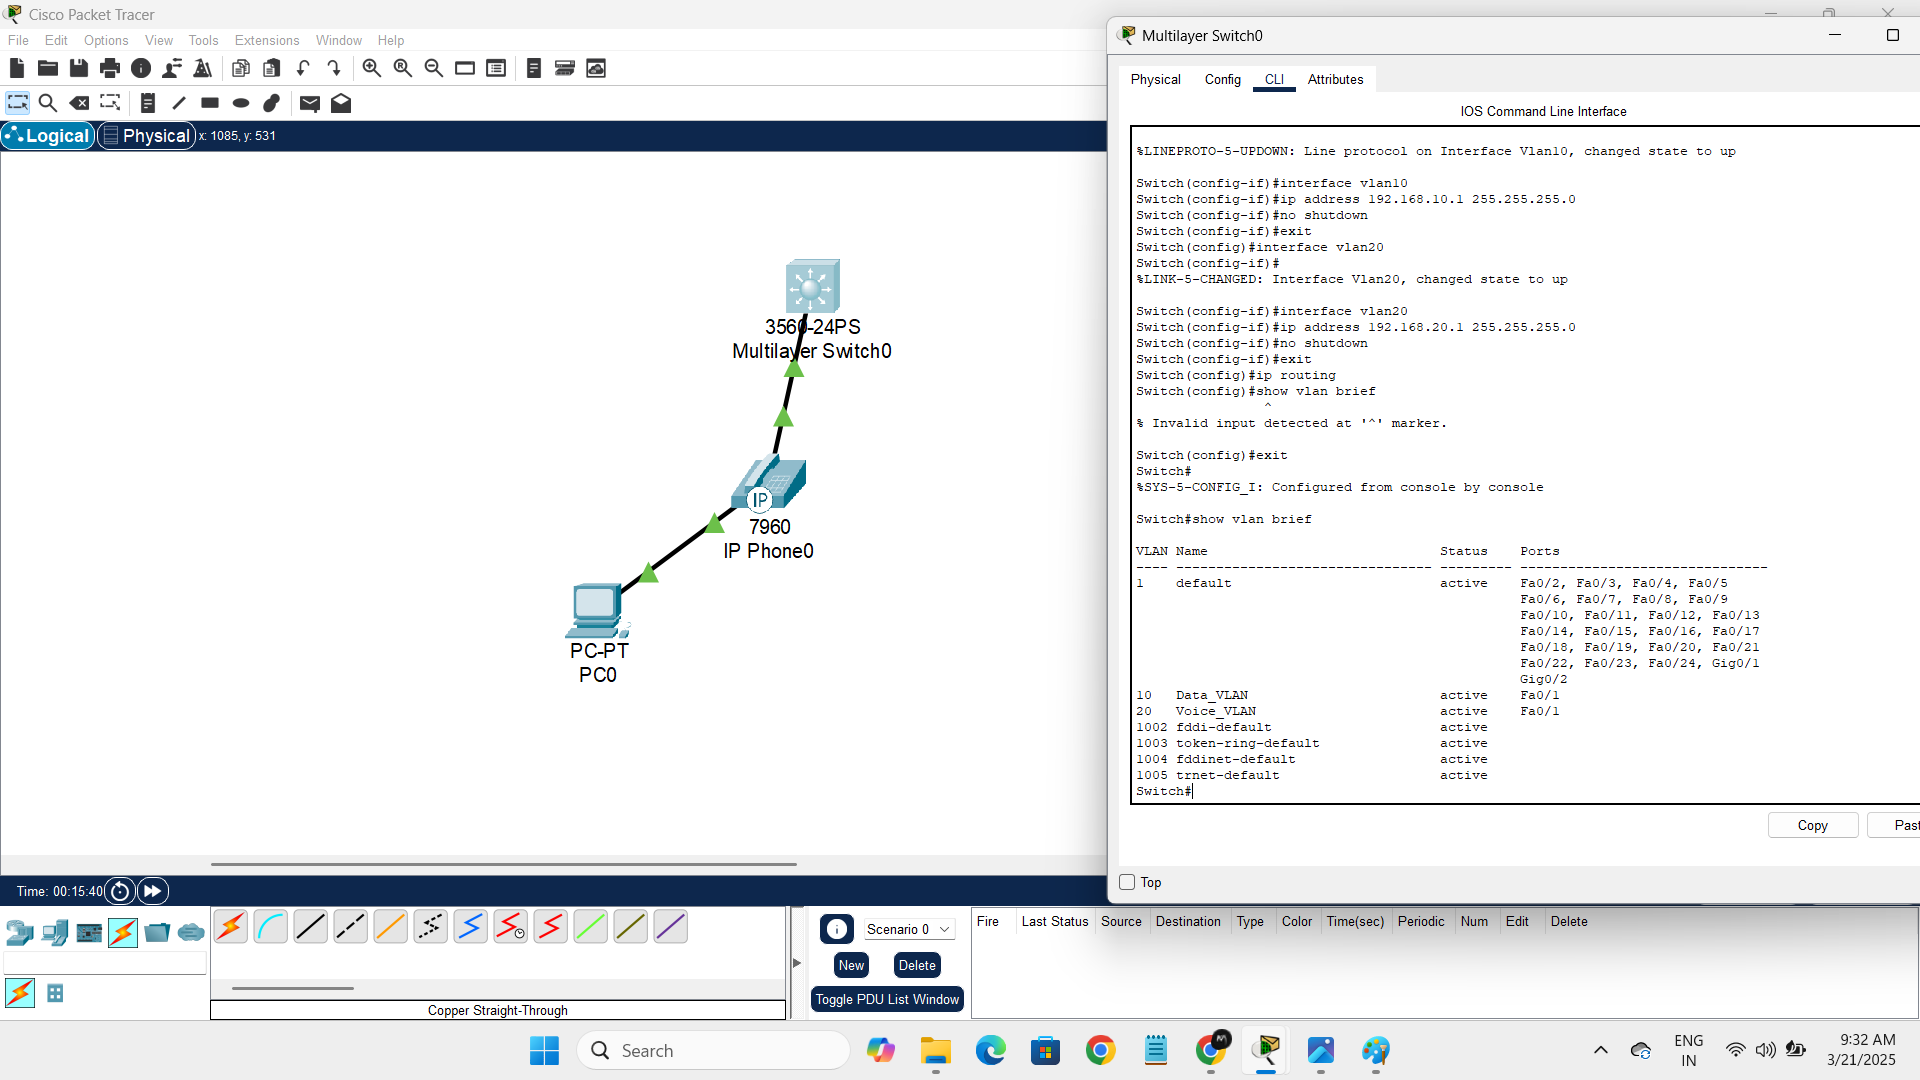 Cisco Packet Tracer
File Edit Options View Tools Extensions Window Help
Logical Physical x: 1085, y: 531
3560-24PS
Multilayer Switch0
IP
7960
IP Phone0
PC-PT
PC0
Time: 00:15:40
Multilayer Switch0
Physical Config CLI Attributes
IOS Command Line Interface
%LINEPROTO-5-UPDOWN: Line protocol on Interface Vlan10, changed state to up
Switch(config-if)#interface vlan10
Switch(config-if)#ip address 192.168.10.1 255.255.255.0
Switch(config-if)#no shutdown
Switch(config-if)#exit
Switch(config)#interface vlan20
Switch(config-if)#
%LINK-5-CHANGED: Interface Vlan20, changed state to up
Switch(config-if)#interface vlan20
Switch(config-if)#ip address 192.168.20.1 255.255.255.0
Switch(config-if)#no shutdown
Switch(config-if)#exit
Switch(config)#ip routing
Switch(config)#show vlan brief
^
% Invalid input detected at '^' marker.
Switch(config)#exit
Switch#
%SYS-5-CONFIG_I: Configured from console by console
Switch#show vlan brief
VLAN Name Status Ports
---- -------------------------------- --------- -------------------------------
1 default active Fa0/2, Fa0/3, Fa0/4, Fa0/5
Fa0/6, Fa0/7, Fa0/8, Fa0/9
Fa0/10, Fa0/11, Fa0/12, Fa0/13
Fa0/14, Fa0/15, Fa0/16, Fa0/17
Fa0/18, Fa0/19, Fa0/20, Fa0/21
Fa0/22, Fa0/23, Fa0/24, Gig0/1
Gig0/2
10 Data_VLAN active Fa0/1
20 Voice_VLAN active Fa0/1
1002 fddi-default active
1003 token-ring-default active
1004 fddinet-default active
1005 trnet-default active
Switch#
Copy Past
Top
Copper Straight-Through
Scenario 0
New Delete
Toggle PDU List Window
Fire Last Status Source Destination Type Color Time(sec) Periodic Num Edit Delete
Search
M
ENG
IN
9:32 AM
3/21/2025